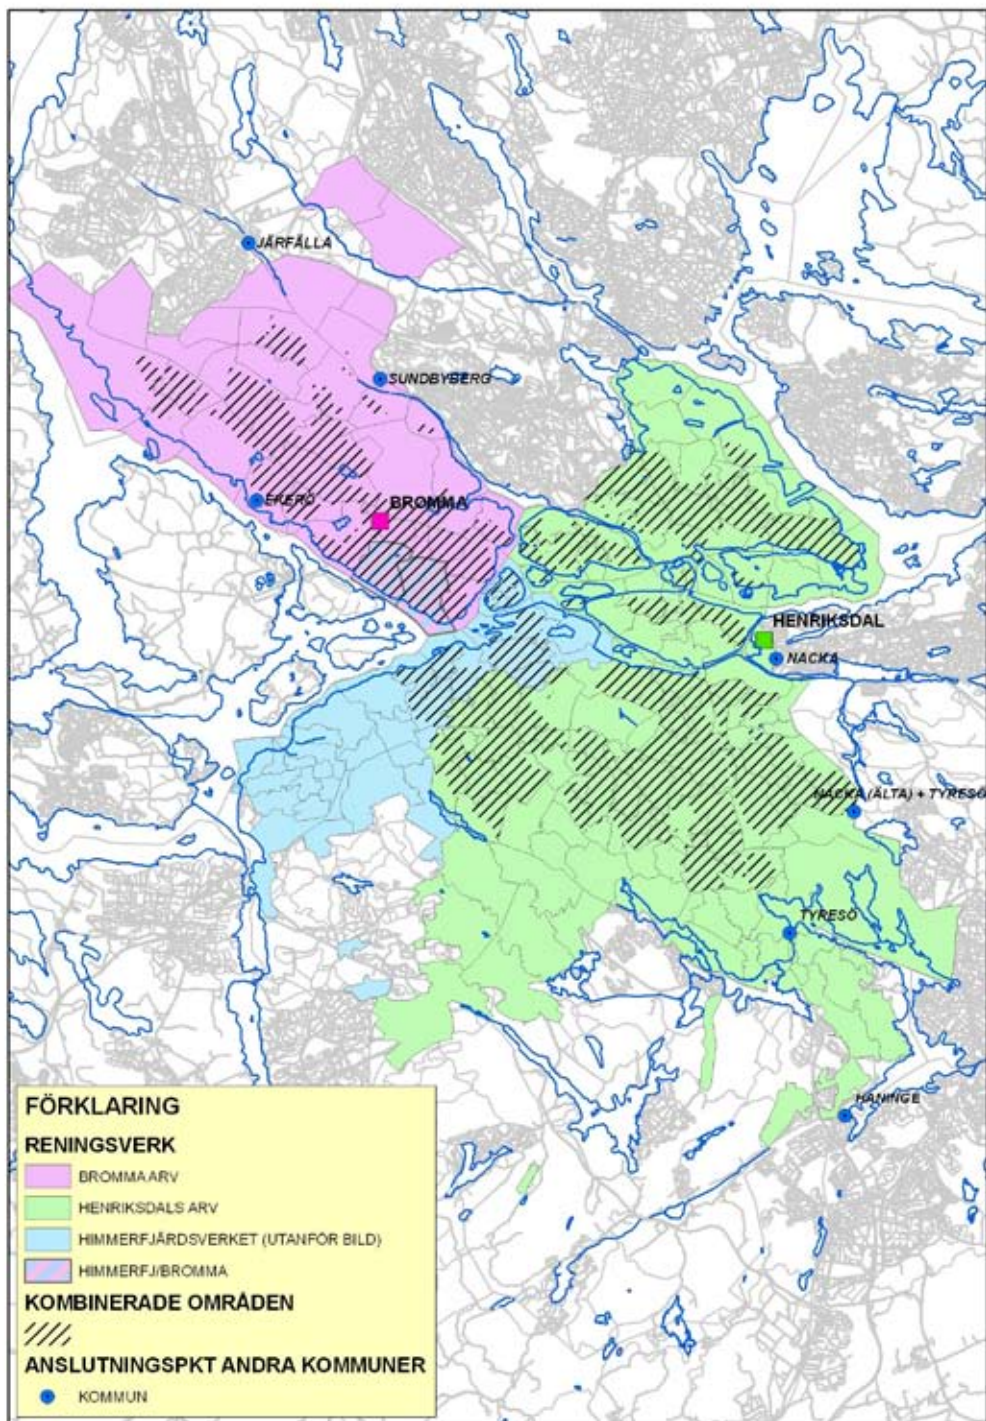 JÄRFÄLLA
SUNDBYBERG
EKERÖ
BROMMA
HENRIKSDAL
NACKA
NACKA (ÄLTA) + TYRESÖ
TYRESÖ
HANINGE
FÖRKLARING
RENINGSVERK
BROMMA ARV
HENRIKSDALS ARV
HIMMERFJÄRDSVERKET (UTANFÖR BILD)
HIMMERFJ/BROMMA
KOMBINERADE OMRÅDEN
ANSLUTNINGSPKT ANDRA KOMMUNER
KOMMUN